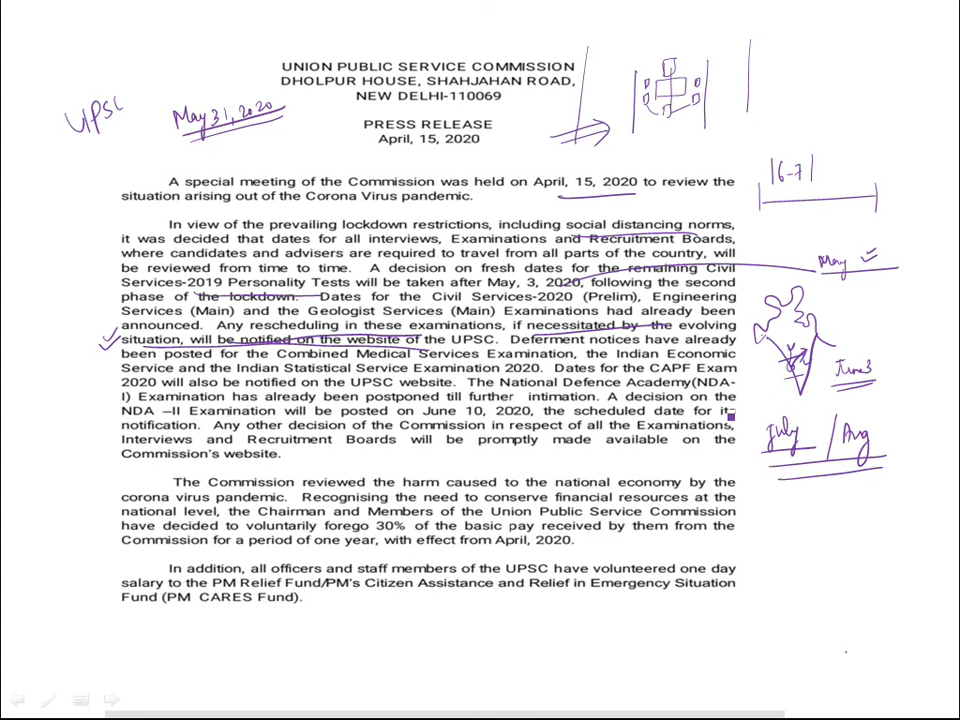 UNION PUBLIC SERVICE COMMISSION
DHOLPUR HOUSE, SHAHJAHAN ROAD,
NEW DELHI-110069
UPSC
May 31, 2020
PRESS RELEASE
April, 15, 2020
|6-7|
A special meeting of the Commission was held on April, 15, 2020 to review the
situation arising out of the Corona Virus pandemic.
In view of the prevailing lockdown restrictions, including social distancing norms,
it was decided that dates for all interviews, Examinations and Recruitment Boards,
where candidates and advisers are required to travel from all parts of the country, will
be reviewed from time to time. A decision on fresh dates for the remaining Civil
Services-2019 Personality Tests will be taken after May, 3, 2020, following the second
phase of the lockdown. Dates for the Civil Services-2020 (Prelim), Engineering
Services (Main) and the Geologist Services (Main) Examinations had already been
announced. Any rescheduling in these examinations, if necessitated by the evolving
situation, will be notified on the website of the UPSC. Deferment notices have already
been posted for the Combined Medical Services Examination, the Indian Economic
Service and the Indian Statistical Service Examination 2020. Dates for the CAPF Exam
2020 will also be notified on the UPSC website. The National Defence Academy(NDA-
I) Examination has already been postponed till further intimation. A decision on the
NDA –II Examination will be posted on June 10, 2020, the scheduled date for its
notification. Any other decision of the Commission in respect of all the Examinations,
Interviews and Recruitment Boards will be promptly made available on the
Commission's website.
May
June 3
July / Aug
The Commission reviewed the harm caused to the national economy by the
corona virus pandemic. Recognising the need to conserve financial resources at the
national level, the Chairman and Members of the Union Public Service Commission
have decided to voluntarily forego 30% of the basic pay received by them from the
Commission for a period of one year, with effect from April, 2020.
In addition, all officers and staff members of the UPSC have volunteered one day
salary to the PM Relief Fund/PM's Citizen Assistance and Relief in Emergency Situation
Fund (PM CARES Fund).